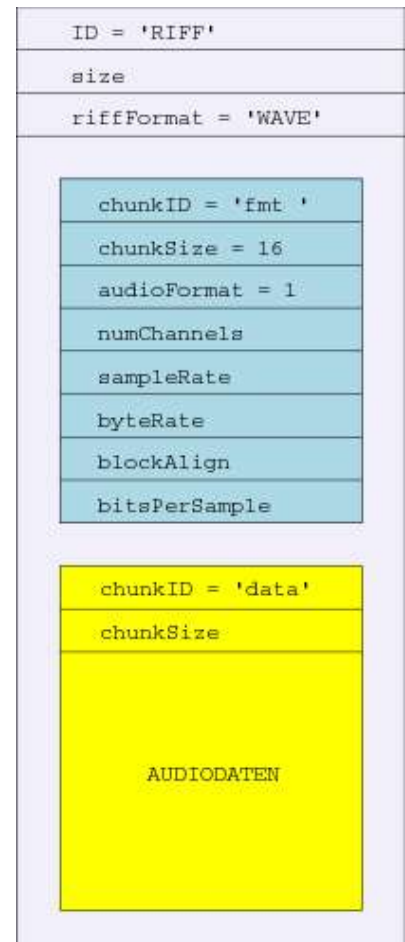 ID = 'RIFF'
size
riffFormat = 'WAVE'
chunkID = 'fmt '
chunkSize = 16
audioFormat = 1
numChannels
sampleRate
byteRate
blockAlign
bitsPerSample
chunkID = 'data'
chunkSize
AUDIODATEN